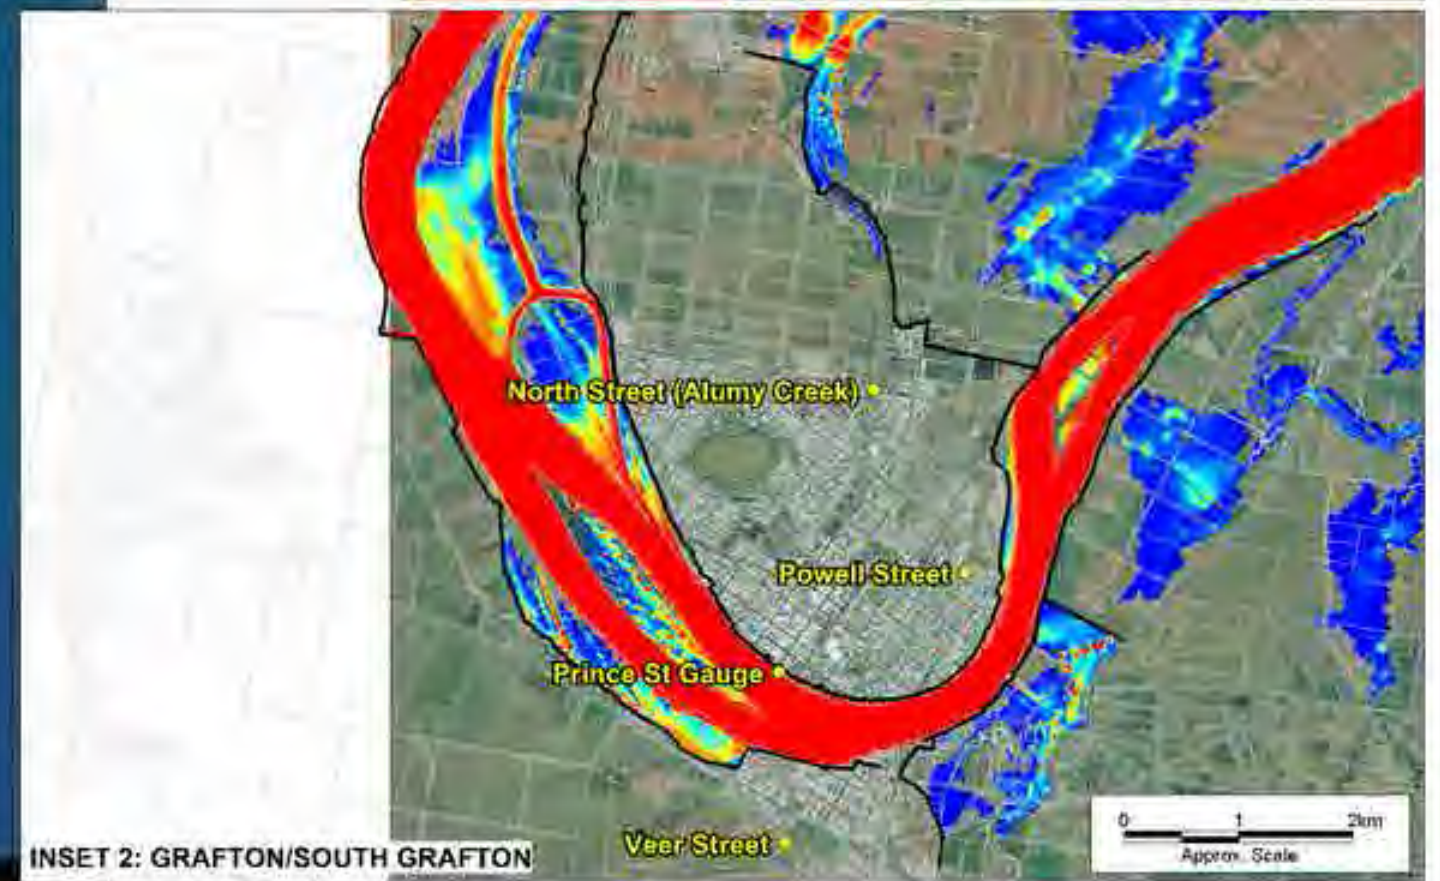 North Street (Alumy Creek)
Powell Street
Prince St Gauge
Veer Street
0 1 2km
Approx. Scale
INSET 2: GRAFTON/SOUTH GRAFTON